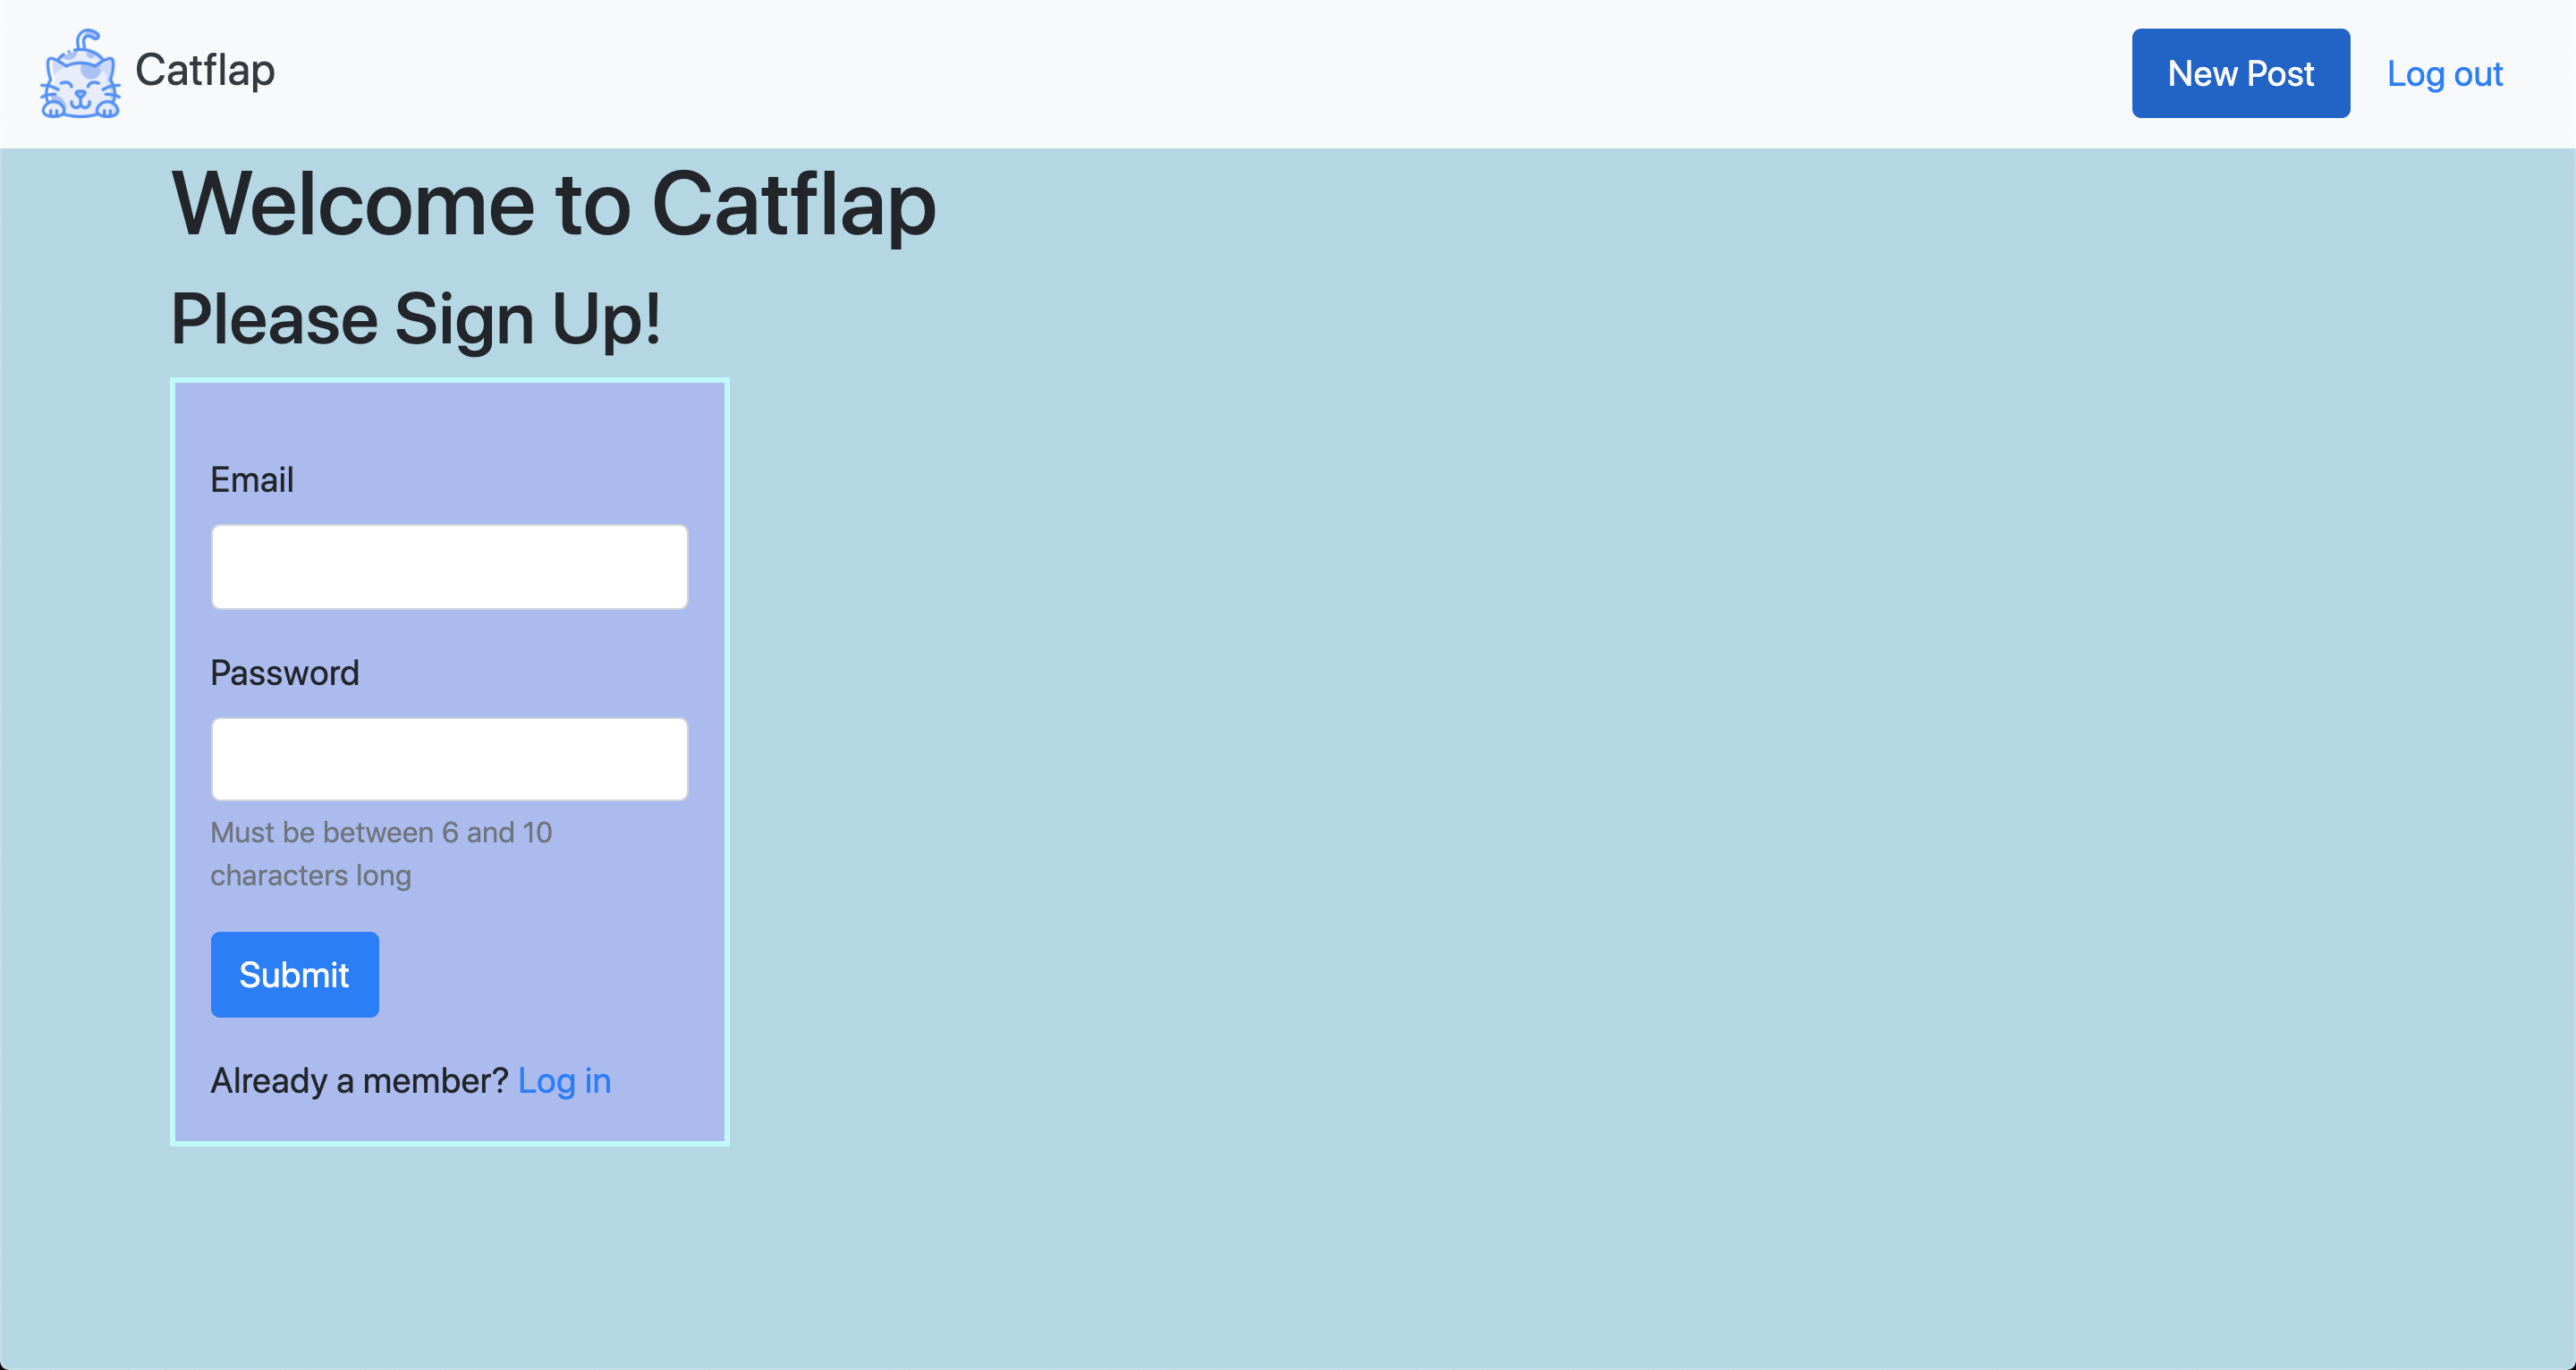 Catflap
New Post
Log out
Welcome to Catflap
Please Sign Up!
Email
Password
Must be between 6 and 10
characters long
Submit
Already a member? Log in